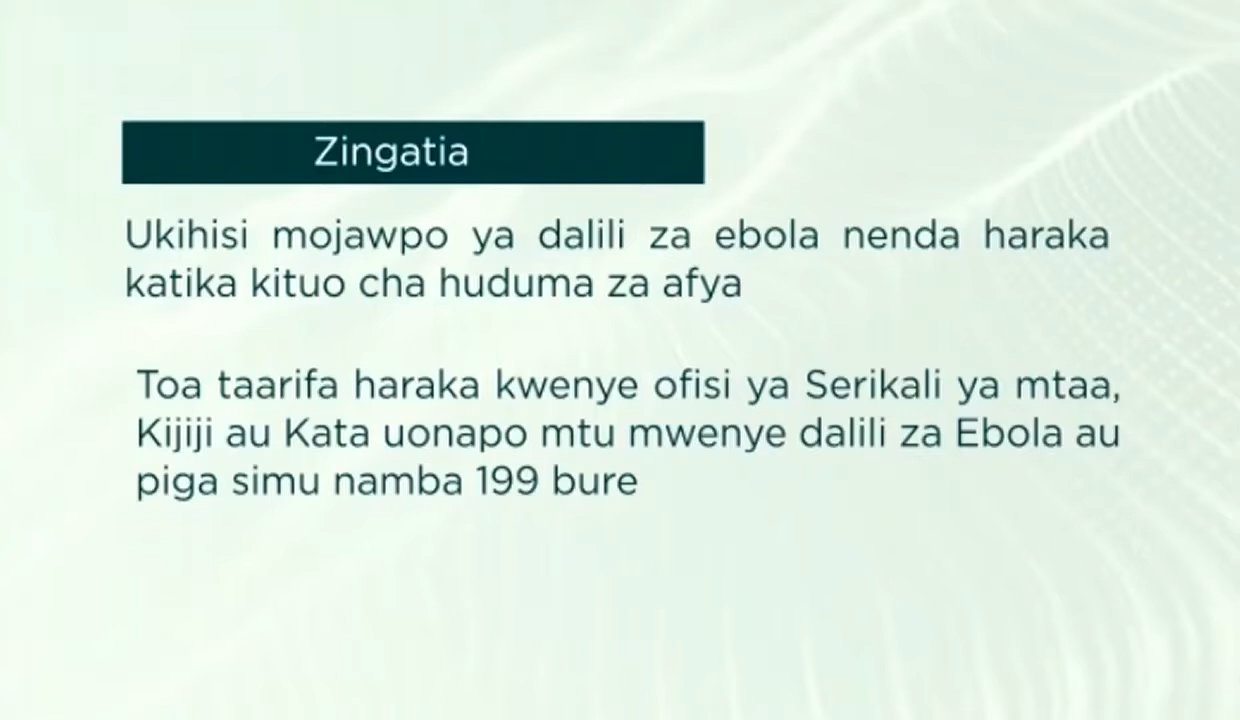 Zingatia
Ukihisi mojawpo ya dalili za ebola nenda haraka
katika kituo cha huduma za afya
Toa taarifa haraka kwenye ofisi ya Serikali ya mtaa,
Kijiji au Kata uonapo mtu mwenye dalili za Ebola au
piga simu namba 199 bure